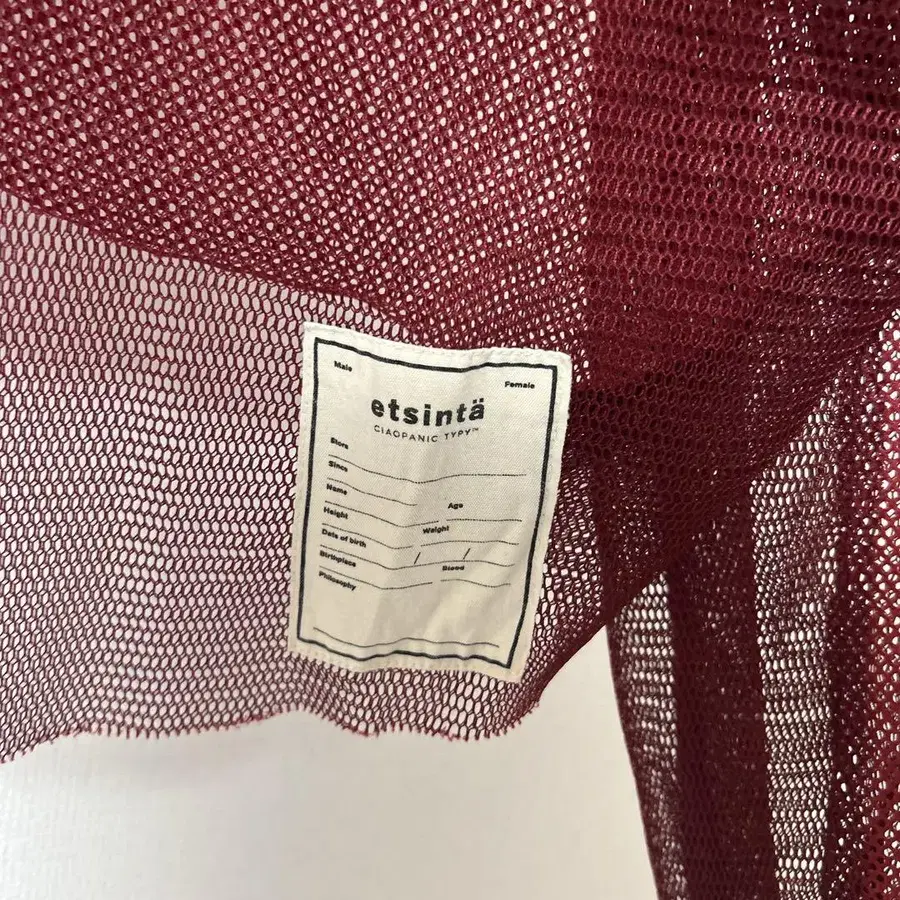 Male
Female
etsintä
CIAOPANIC TYPY™
Store
Since
Name Age
Height Weight
Date of birth / /
Birthplace Blood
Philosophy